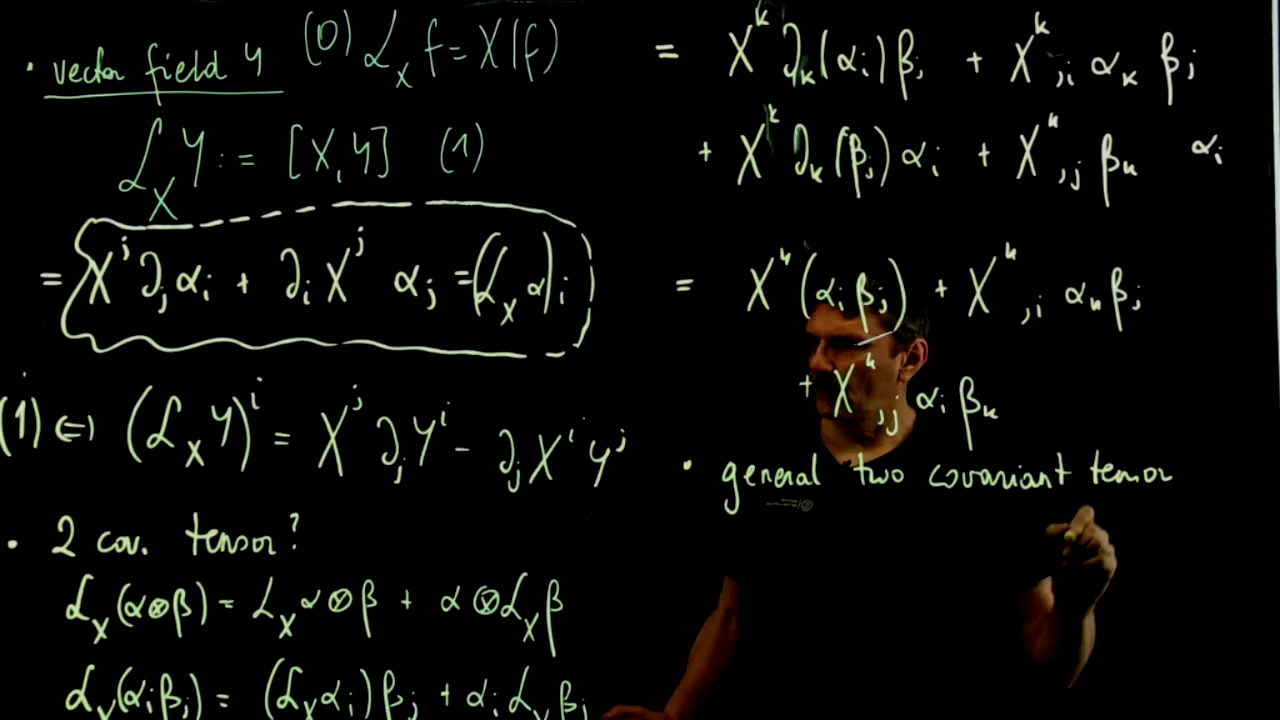 · vector field Y (0) ℒ_X f = X(f)
ℒ_X Y := [X, Y] (1)
= X^j ∂_j α_i + ∂_i X^j α_j = (ℒ_X α)_i
(1) ⇔ (ℒ_X Y)^i = X^j ∂_j Y^i - ∂_j X^i Y^j
· 2 cov. tensor?
ℒ_X (α⊗β) = ℒ_X α⊗β + α⊗ℒ_X β
ℒ_X (α_i β_j) = (ℒ_X α_i) β_j + α_i ℒ_X β_j
= X^k ∂_k (α_i) β_j + X^k_{,i} α_k β_j
+ X^k ∂_k (β_j) α_i + X^k_{,j} β_k α_i
= X^k (α_i β_j) + X^k_{,i} α_k β_j
+ X^k_{,j} α_i β_k
· general two covariant tensor